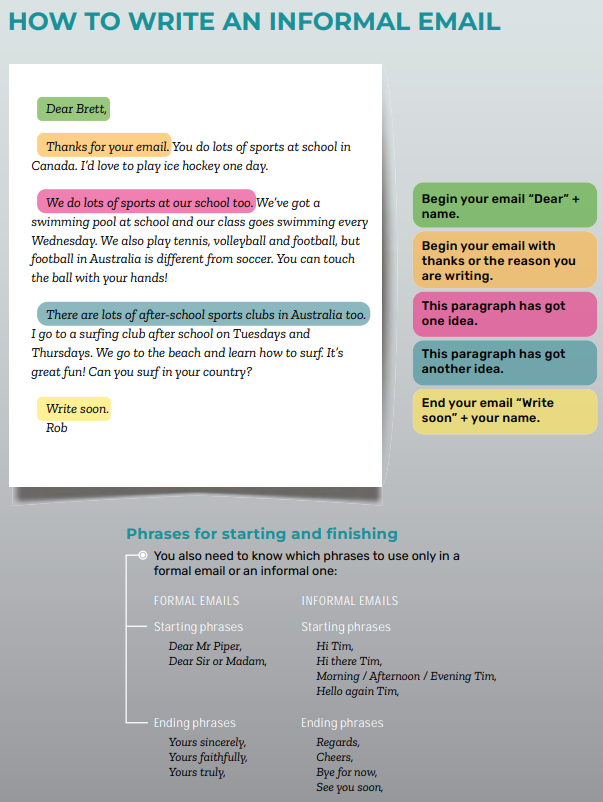 HOW TO WRITE AN INFORMAL EMAIL
Dear Brett,
Thanks for your email. You do lots of sports at school in
Canada. I'd love to play ice hockey one day.
We do lots of sports at our school too. We've got a
swimming pool at school and our class goes swimming every
Wednesday. We also play tennis, volleyball and football, but
football in Australia is different from soccer. You can touch
the ball with your hands!
There are lots of after-school sports clubs in Australia too.
I go to a surfing club after school on Tuesdays and
Thursdays. We go to the beach and learn how to surf. It's
great fun! Can you surf in your country?
Write soon.
Rob
Begin your email "Dear" +
name.
Begin your email with
thanks or the reason you
are writing.
This paragraph has got
one idea.
This paragraph has got
another idea.
End your email "Write
soon" + your name.
Phrases for starting and finishing
You also need to know which phrases to use only in a
formal email or an informal one:
FORMAL EMAILS
Starting phrases
Dear Mr Piper,
Dear Sir or Madam,
Ending phrases
Yours sincerely,
Yours faithfully,
Yours truly,
INFORMAL EMAILS
Starting phrases
Hi Tim,
Hi there Tim,
Morning / Afternoon / Evening Tim,
Hello again Tim,
Ending phrases
Regards,
Cheers,
Bye for now,
See you soon,